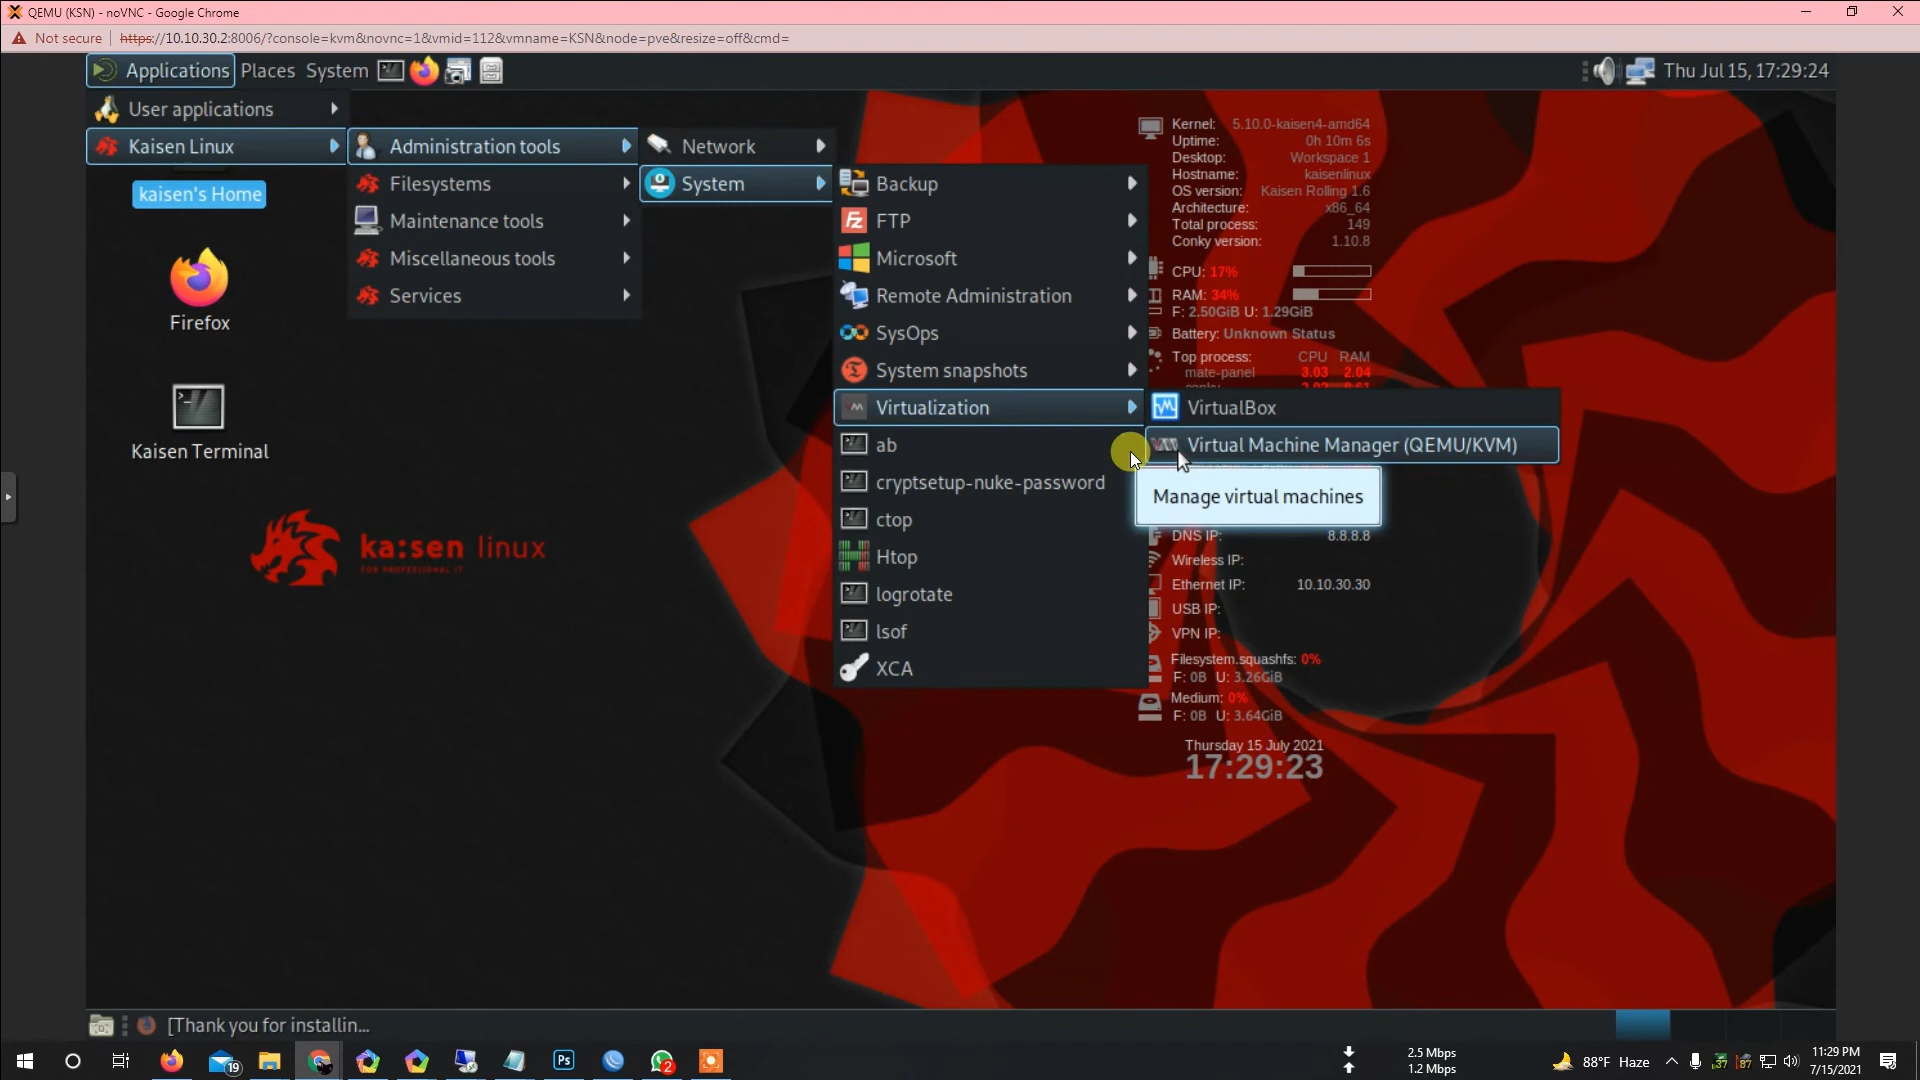 QEMU (KSN) - noVNC - Google Chrome
Not secure
https://10.10.30.2:8006/?console=kvm&novnc=1&vmid=112&vmname=KSN&node=pve&resize=off&cmd=
Applications Places System
Thu Jul 15, 17:29:24
User applications
Kaisen Linux
Administration tools
Filesystems
Maintenance tools
Miscellaneous tools
Services
Network
System
Backup
FTP
Microsoft
Remote Administration
SysOps
System snapshots
Virtualization
ab
cryptsetup-nuke-password
ctop
Htop
logrotate
lsof
XCA
VirtualBox
Virtual Machine Manager (QEMU/KVM)
Manage virtual machines
kaisen's Home
Firefox
Kaisen Terminal
ka:sen linux
FOR PROFESSIONAL IT
Kernel: 5.10.0-kaisen4-amd64
Uptime: 0h 10m 6s
Desktop: Workspace 1
Hostname: kaisenlinux
OS version: Kaisen Rolling 1.6
Architecture: x86_64
Total process: 149
Conky version: 1.10.8
CPU: 17%
RAM: 34%
F: 2.50GiB U: 1.29GiB
Battery: Unknown Status
Top process: CPU RAM
mate-panel 3.03 2.04
DNS IP: 8.8.8.8
Wireless IP:
Ethernet IP: 10.10.30.30
USB IP:
VPN IP:
Filesystem.squashfs: 0%
F: 0B U: 3.26GiB
Medium: 0%
F: 0B U: 3.64GiB
Thursday 15 July 2021
17:29:23
[Thank you for installin...
19
Ps
2
2.5 Mbps
1.2 Mbps
88°F Haze
37
87
11:29 PM
7/15/2021